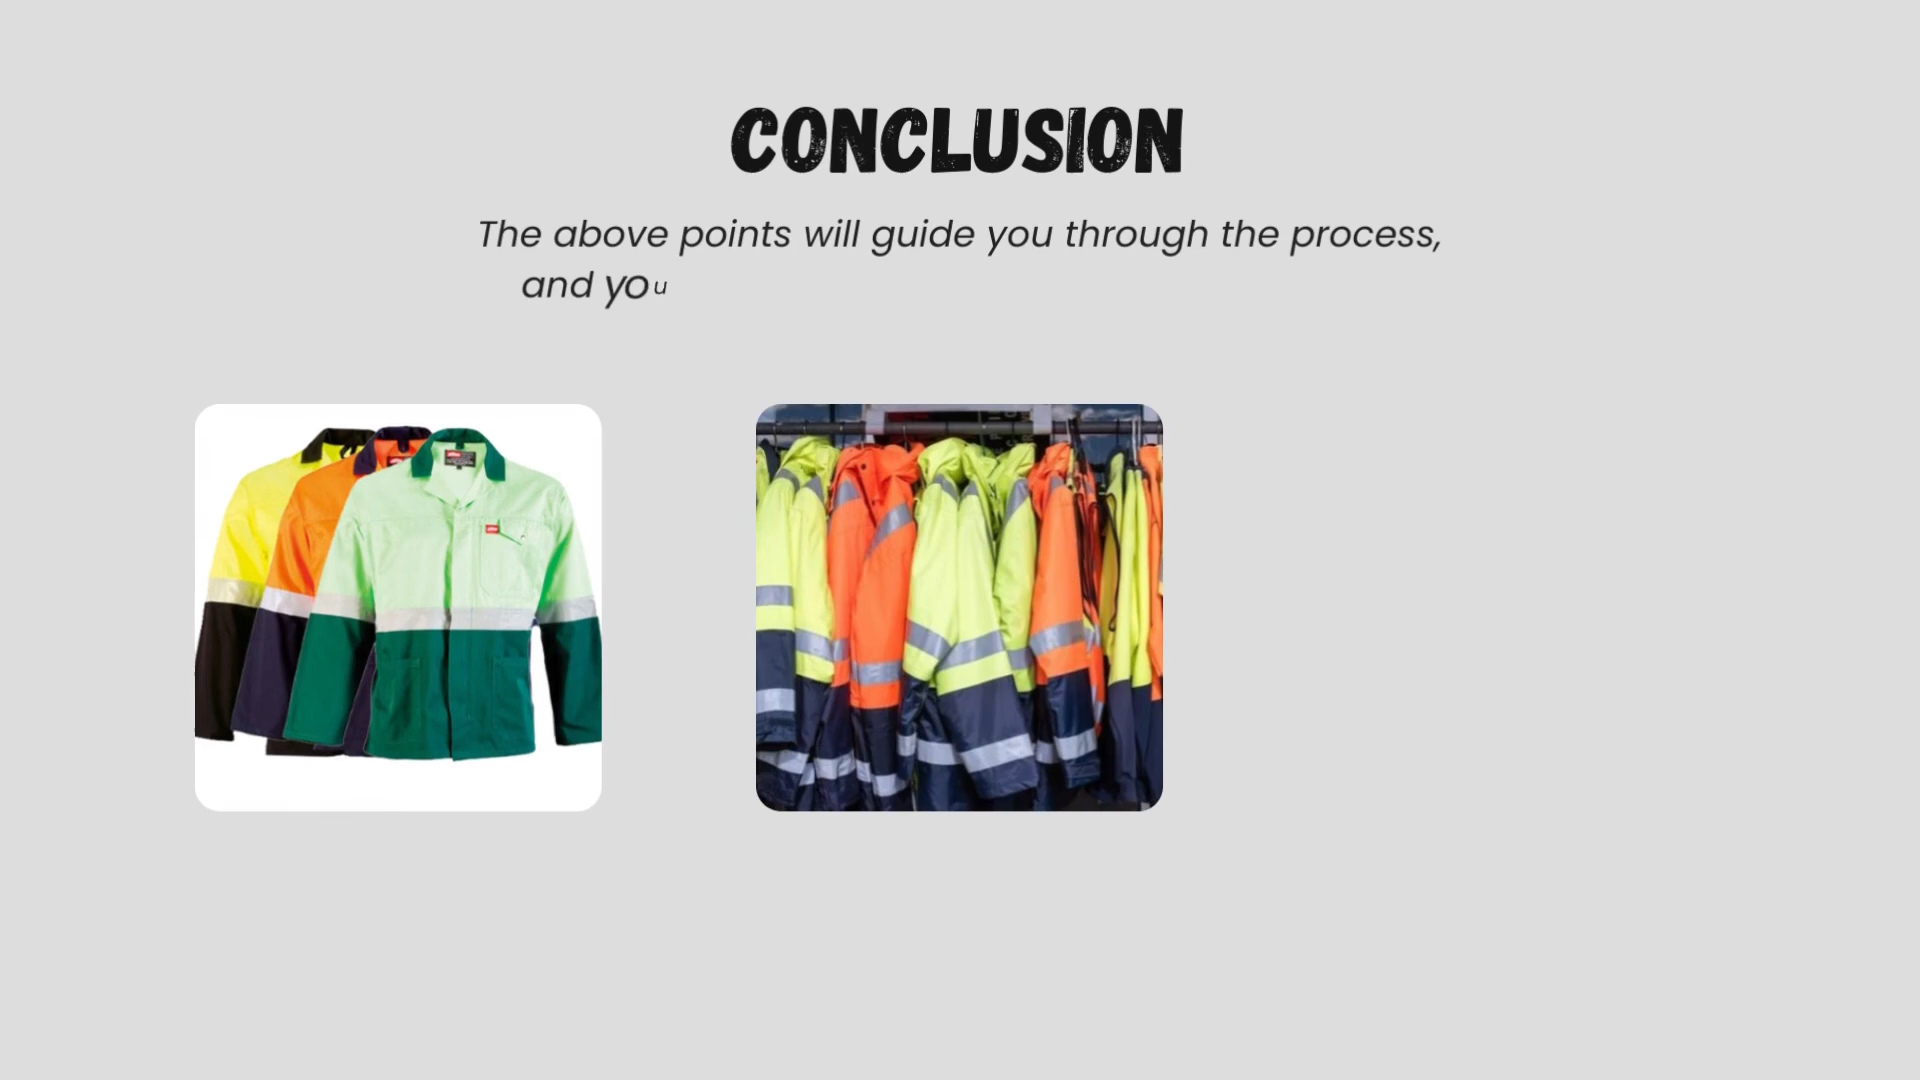 CONCLUSION
The above points will guide you through the process,
and you